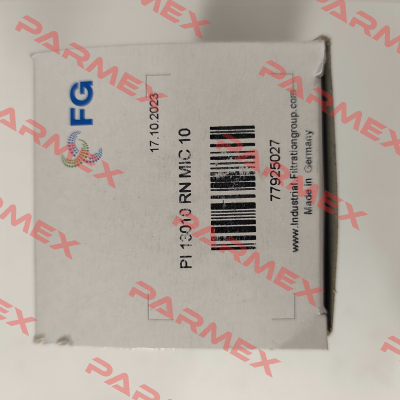 FG
17.10.2023
PI 13010 RN MIC 10
77925027
www.Industrial.Filtrationgroup.com
Made in Germany
PARMEX
PARMEX
PARMEX
PARMEX
PARMEX
PARMEX